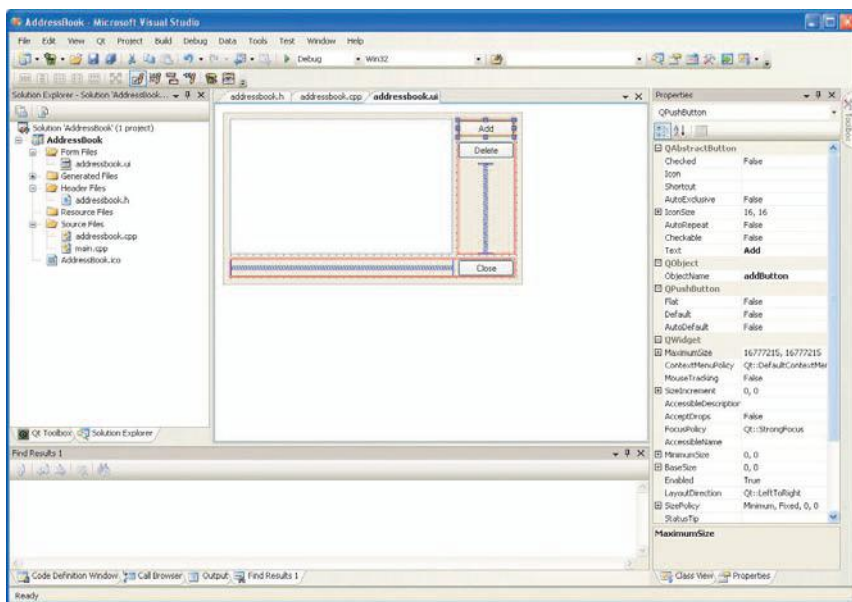 AddressBook - Microsoft Visual Studio
File Edit View Qt Project Build Debug Data Tools Test Window Help
Debug Win32
Solution Explorer - Solution 'AddressBook...
Solution 'AddressBook' (1 project)
AddressBook
Form Files
addressbook.ui
Generated Files
Header Files
addressbook.h
Resource Files
Source Files
addressbook.cpp
main.cpp
AddressBook.ico
Qt Toolbox Solution Explorer
addressbook.h addressbook.cpp addressbook.ui
Add
Delete
Close
Properties
QPushButton
QAbstractButton
Checked False
Icon
Shortcut
AutoExclusive False
IconSize 16, 16
AutoRepeat False
Checkable False
Text Add
QObject
ObjectName addButton
QPushButton
Flat False
Default False
AutoDefault False
QWidget
MaximumSize 16777215, 16777215
ContextMenuPolicy Qt::DefaultContextMer
MouseTracking False
SizeIncrement 0, 0
AccessibleDescription
AcceptDrops False
FocusPolicy Qt::StrongFocus
AccessibleName
MinimumSize 0, 0
BaseSize 0, 0
Enabled True
LayoutDirection Qt::LeftToRight
SizePolicy Minimum, Fixed, 0, 0
StatusTip
MaximumSize
Class View Properties
Toolbox
Find Results 1
Code Definition Window Call Browser Output Find Results 1
Ready